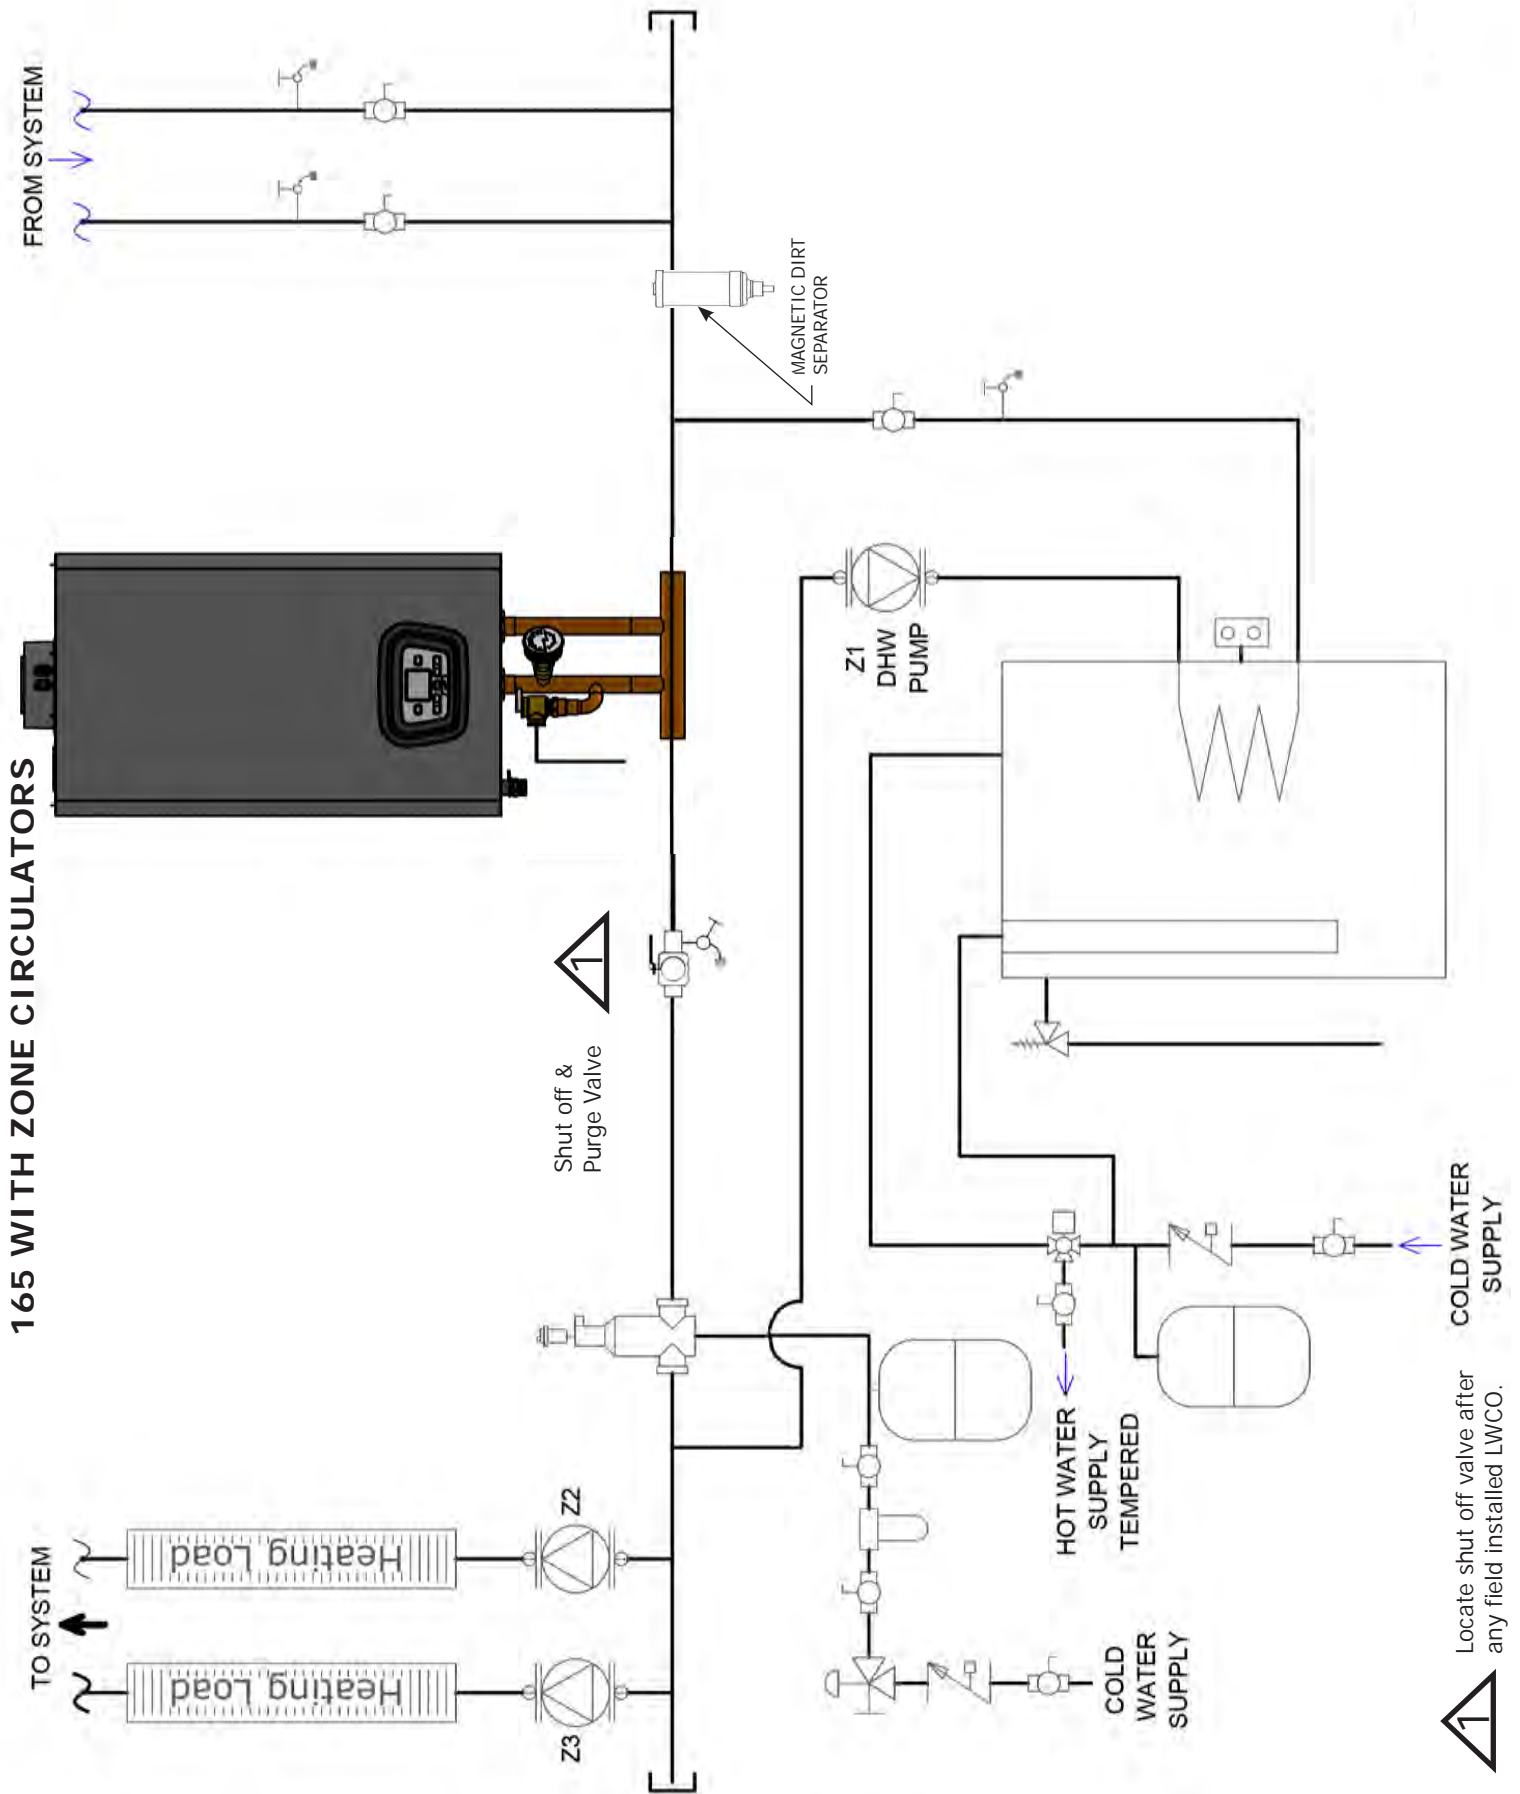 165 WITH ZONE CIRCULATORS
TO SYSTEM
FROM SYSTEM
Heating Load
Heating Load
Z3
Z2
Shut off &
Purge Valve
1
MAGNETIC DIRT
SEPARATOR
Z1
DHW
PUMP
COLD
WATER
SUPPLY
HOT WATER
SUPPLY
TEMPERED
COLD WATER
SUPPLY
1
Locate shut off valve after
any field installed LWCO.